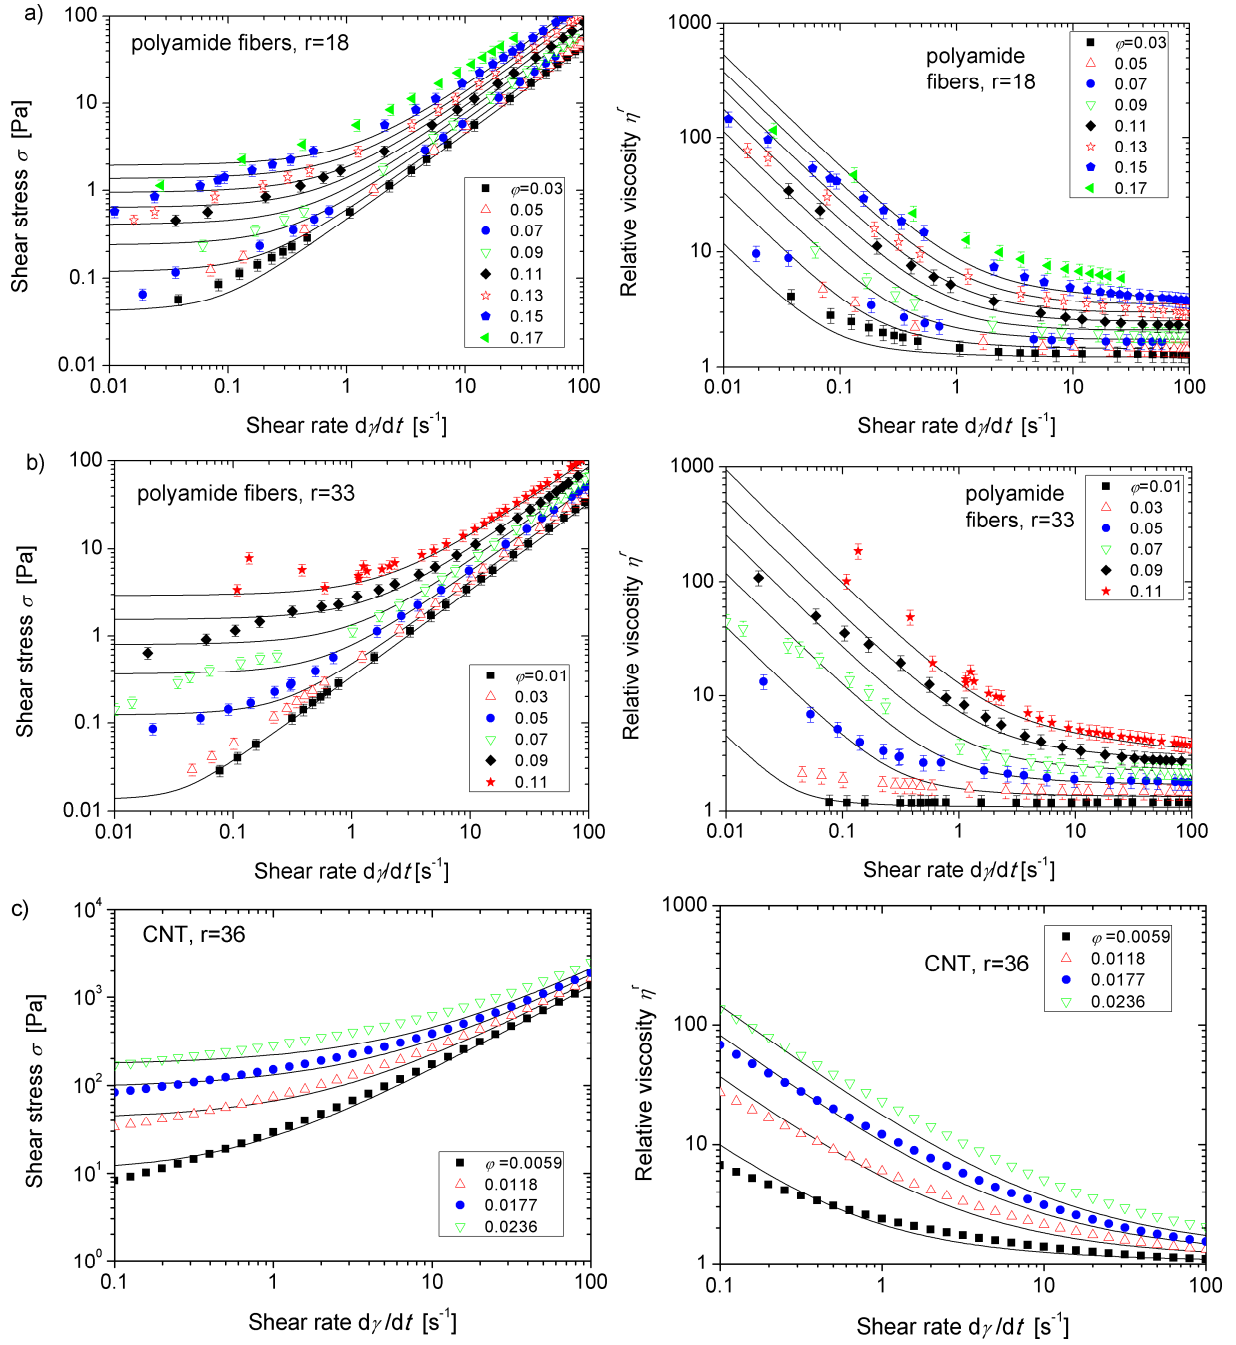 a)
polyamide fibers, r=18
Shear stress σ [Pa]
100
10
1
0.1
0.01
φ=0.03
0.05
0.07
0.09
0.11
0.13
0.15
0.17
0.01
0.1
1
10
100
Shear rate dγ/dt [s⁻¹]
polyamide
fibers, r=18
Relative viscosity ηʳ
1000
100
10
1
φ=0.03
0.05
0.07
0.09
0.11
0.13
0.15
0.17
0.01
0.1
1
10
100
Shear rate dγ/dt [s⁻¹]
b)
polyamide fibers, r=33
Shear stress σ [Pa]
100
10
1
0.1
0.01
φ=0.01
0.03
0.05
0.07
0.09
0.11
0.01
0.1
1
10
100
Shear rate dγ/dt [s⁻¹]
polyamide
fibers, r=33
Relative viscosity ηʳ
1000
100
10
1
φ=0.01
0.03
0.05
0.07
0.09
0.11
0.01
0.1
1
10
100
Shear rate dγ/dt [s⁻¹]
c)
CNT, r=36
Shear stress σ [Pa]
10⁴
10³
10²
10¹
10⁰
φ=0.0059
0.0118
0.0177
0.0236
0.1
1
10
100
Shear rate dγ/dt [s⁻¹]
CNT, r=36
Relative viscosity ηʳ
1000
100
10
1
φ=0.0059
0.0118
0.0177
0.0236
0.1
1
10
100
Shear rate dγ/dt [s⁻¹]